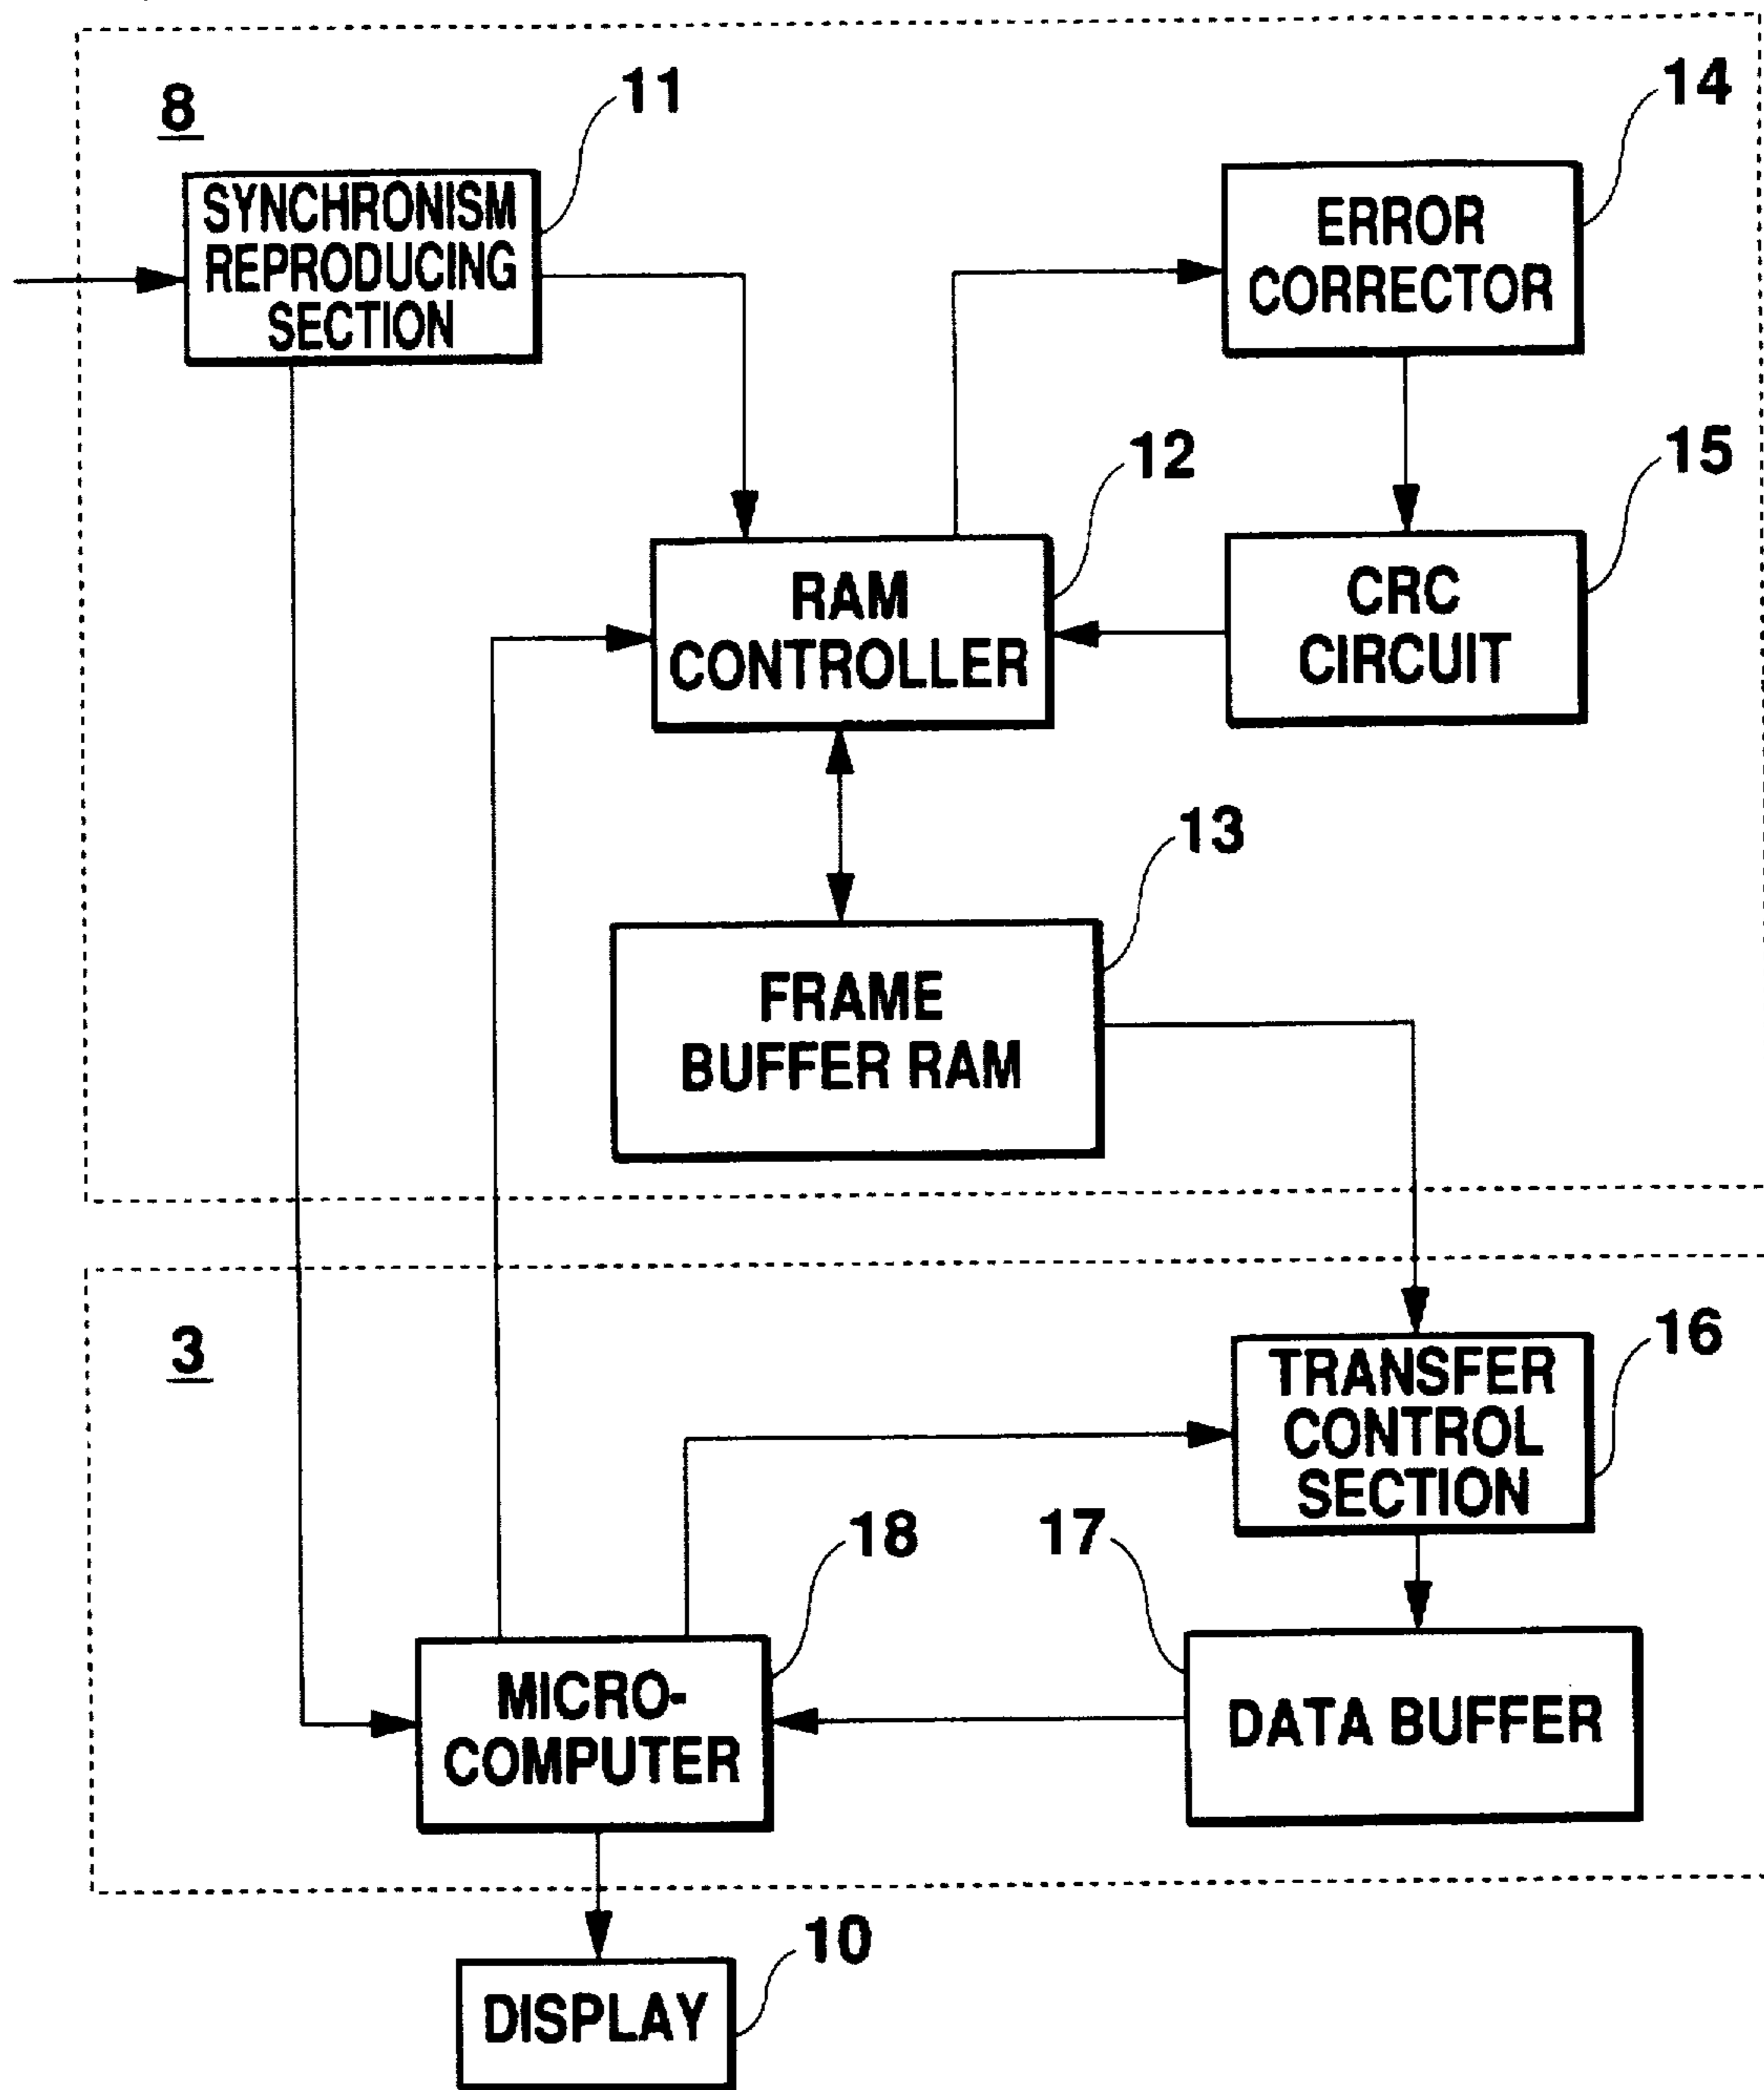 8
11
SYNCHRONISM
REPRODUCING
SECTION
14
ERROR
CORRECTOR
12
RAM
CONTROLLER
15
CRC
CIRCUIT
13
FRAME
BUFFER RAM
3
16
TRANSFER
CONTROL
SECTION
18
MICRO-
COMPUTER
17
DATA BUFFER
10
DISPLAY